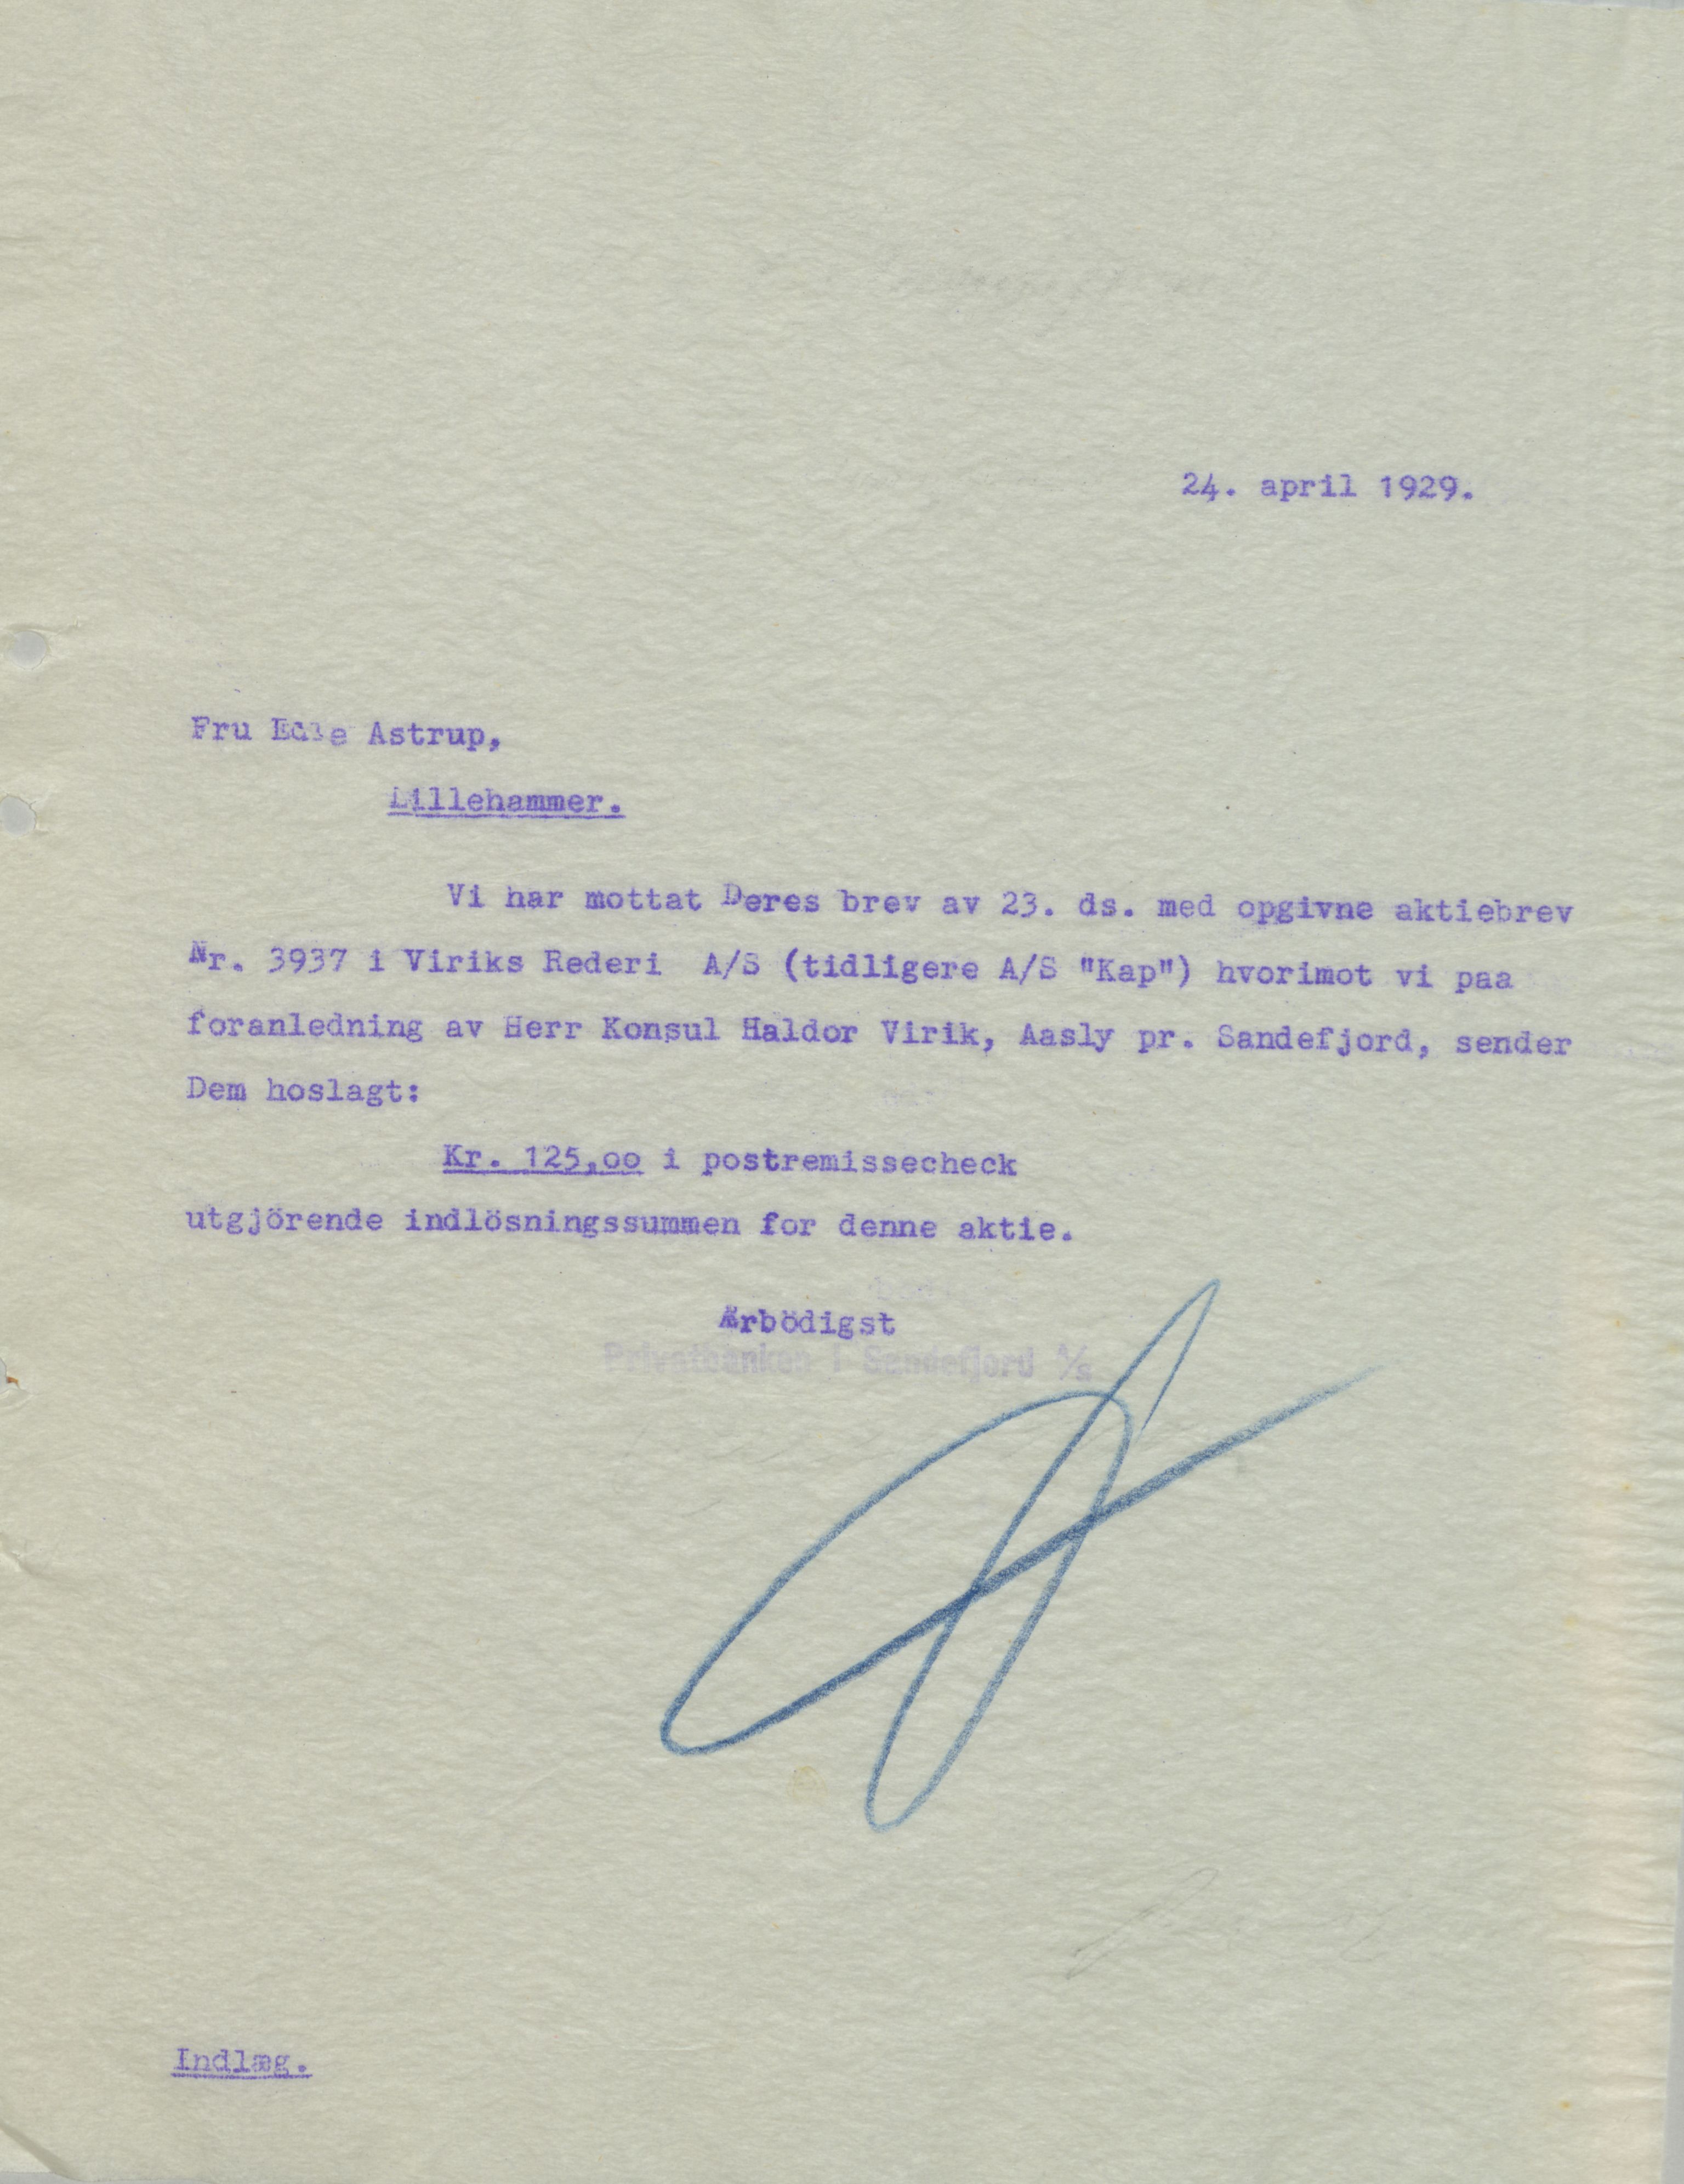 24. april 1929.
Fru Edle Astrup,
Lillehammer.
Vi har mottat Deres brev av 23. ds. med opgivne aktiebrev
Nr. 3937 i Viriks Rederi A/S (tidligere A/S "Kap") hvorimot vi paa
foranledning av Herr Konsul Haldor Virik, Aasly pr. Sandefjord, sender
Dem hoslagt:
Kr. 125,oo i postremissecheck
utgjörende indlösningssummen for denne aktie.
Ærbödigst
Privatbanken i Sandefjord A/S
Indlæg.